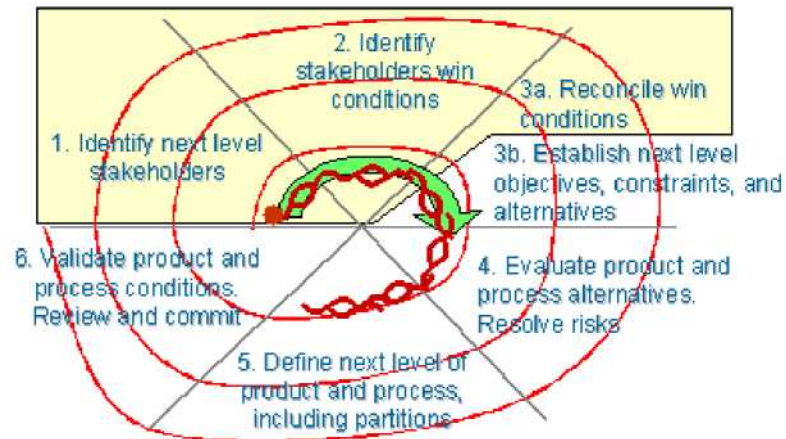 2. Identify
stakeholders win
conditions
3a. Reconcile win
conditions
1. Identify next level
stakeholders
3b. Establish next level
objectives, constraints, and
alternatives
6. Validate product and
process conditions.
Review and commit
4. Evaluate product and
process alternatives.
Resolve risks
5. Define next level of
product and process,
including partitions